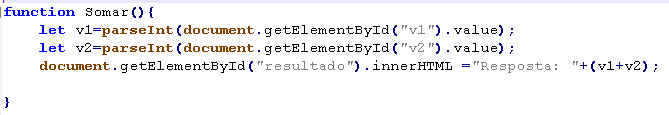 function Somar(){
let v1=parseInt(document.getElementById("v1").value);
let v2=parseInt(document.getElementById("v2").value);
document.getElementById("resultado").innerHTML ="Resposta: "+(v1+v2);
}